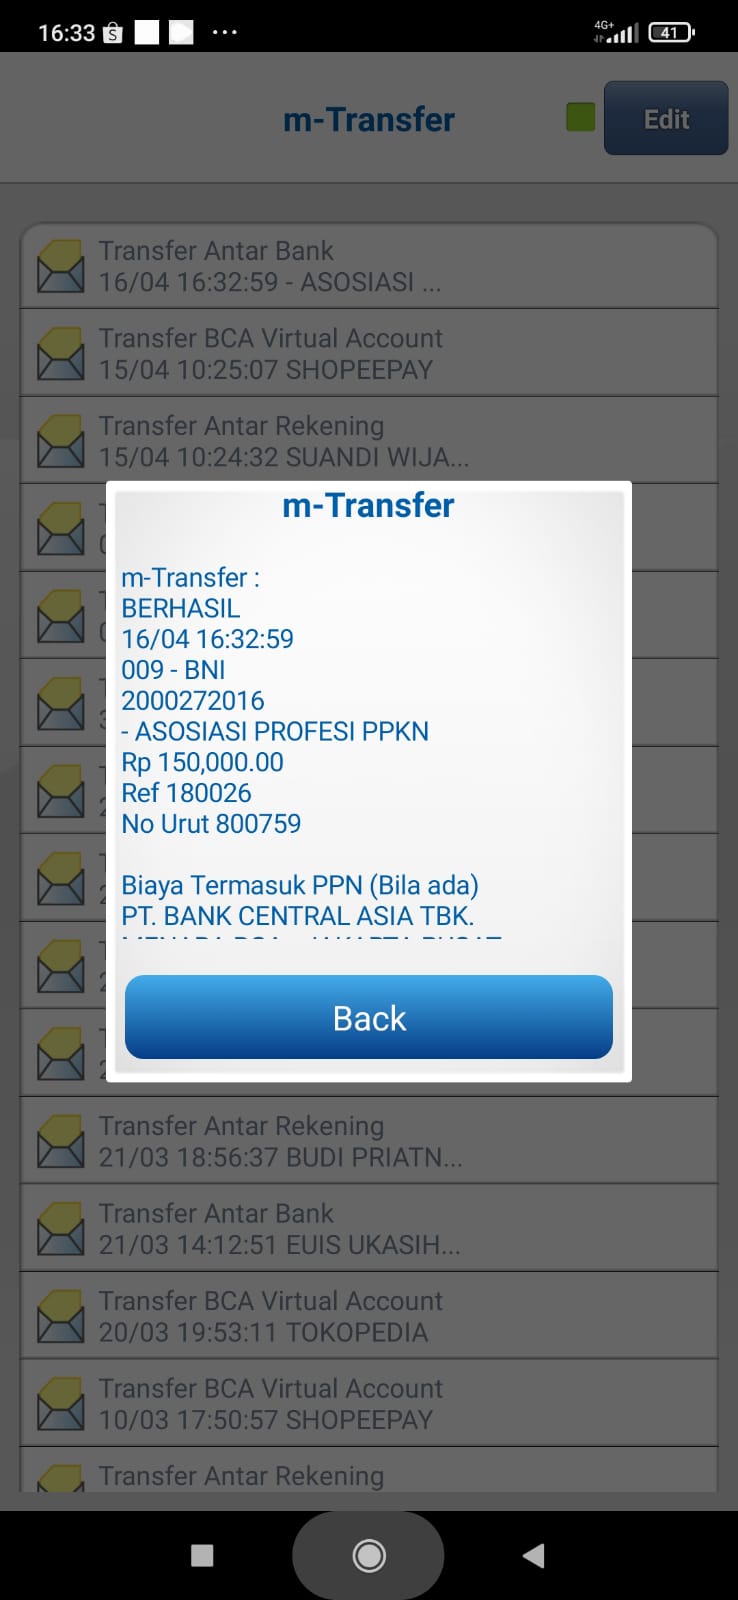 16:33
4G+
41
m-Transfer
Edit
Transfer Antar Bank
16/04 16:32:59 - ASOSIASI ...
Transfer BCA Virtual Account
15/04 10:25:07 SHOPEEPAY
Transfer Antar Rekening
15/04 10:24:32 SUANDI WIJA...
m-Transfer
m-Transfer :
BERHASIL
16/04 16:32:59
009 - BNI
2000272016
- ASOSIASI PROFESI PPKN
Rp 150,000.00
Ref 180026
No Urut 800759
Biaya Termasuk PPN (Bila ada)
PT. BANK CENTRAL ASIA TBK.
Back
Transfer Antar Rekening
21/03 18:56:37 BUDI PRIATN...
Transfer Antar Bank
21/03 14:12:51 EUIS UKASIH...
Transfer BCA Virtual Account
20/03 19:53:11 TOKOPEDIA
Transfer BCA Virtual Account
10/03 17:50:57 SHOPEEPAY
Transfer Antar Rekening